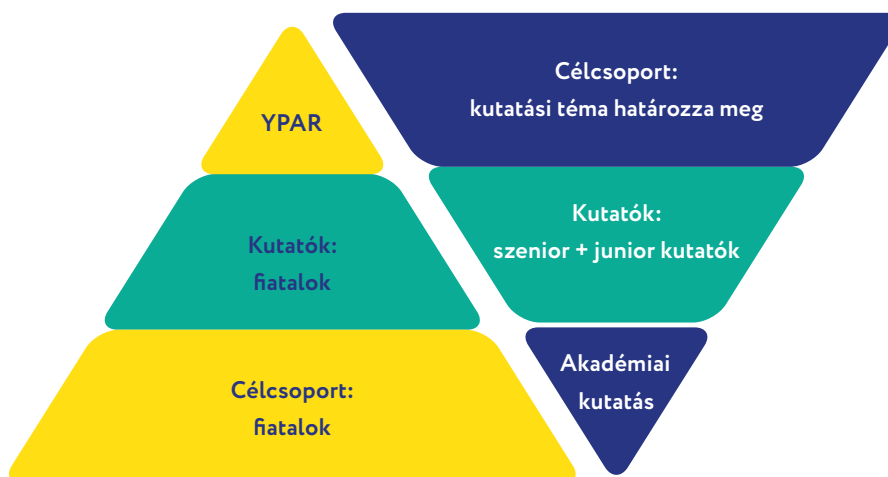 YPAR
Kutatók:
fiatalok
Célcsoport:
fiatalok
Célcsoport:
kutatási téma határozza meg
Kutatók:
szenior + junior kutatók
Akadémiai
kutatás